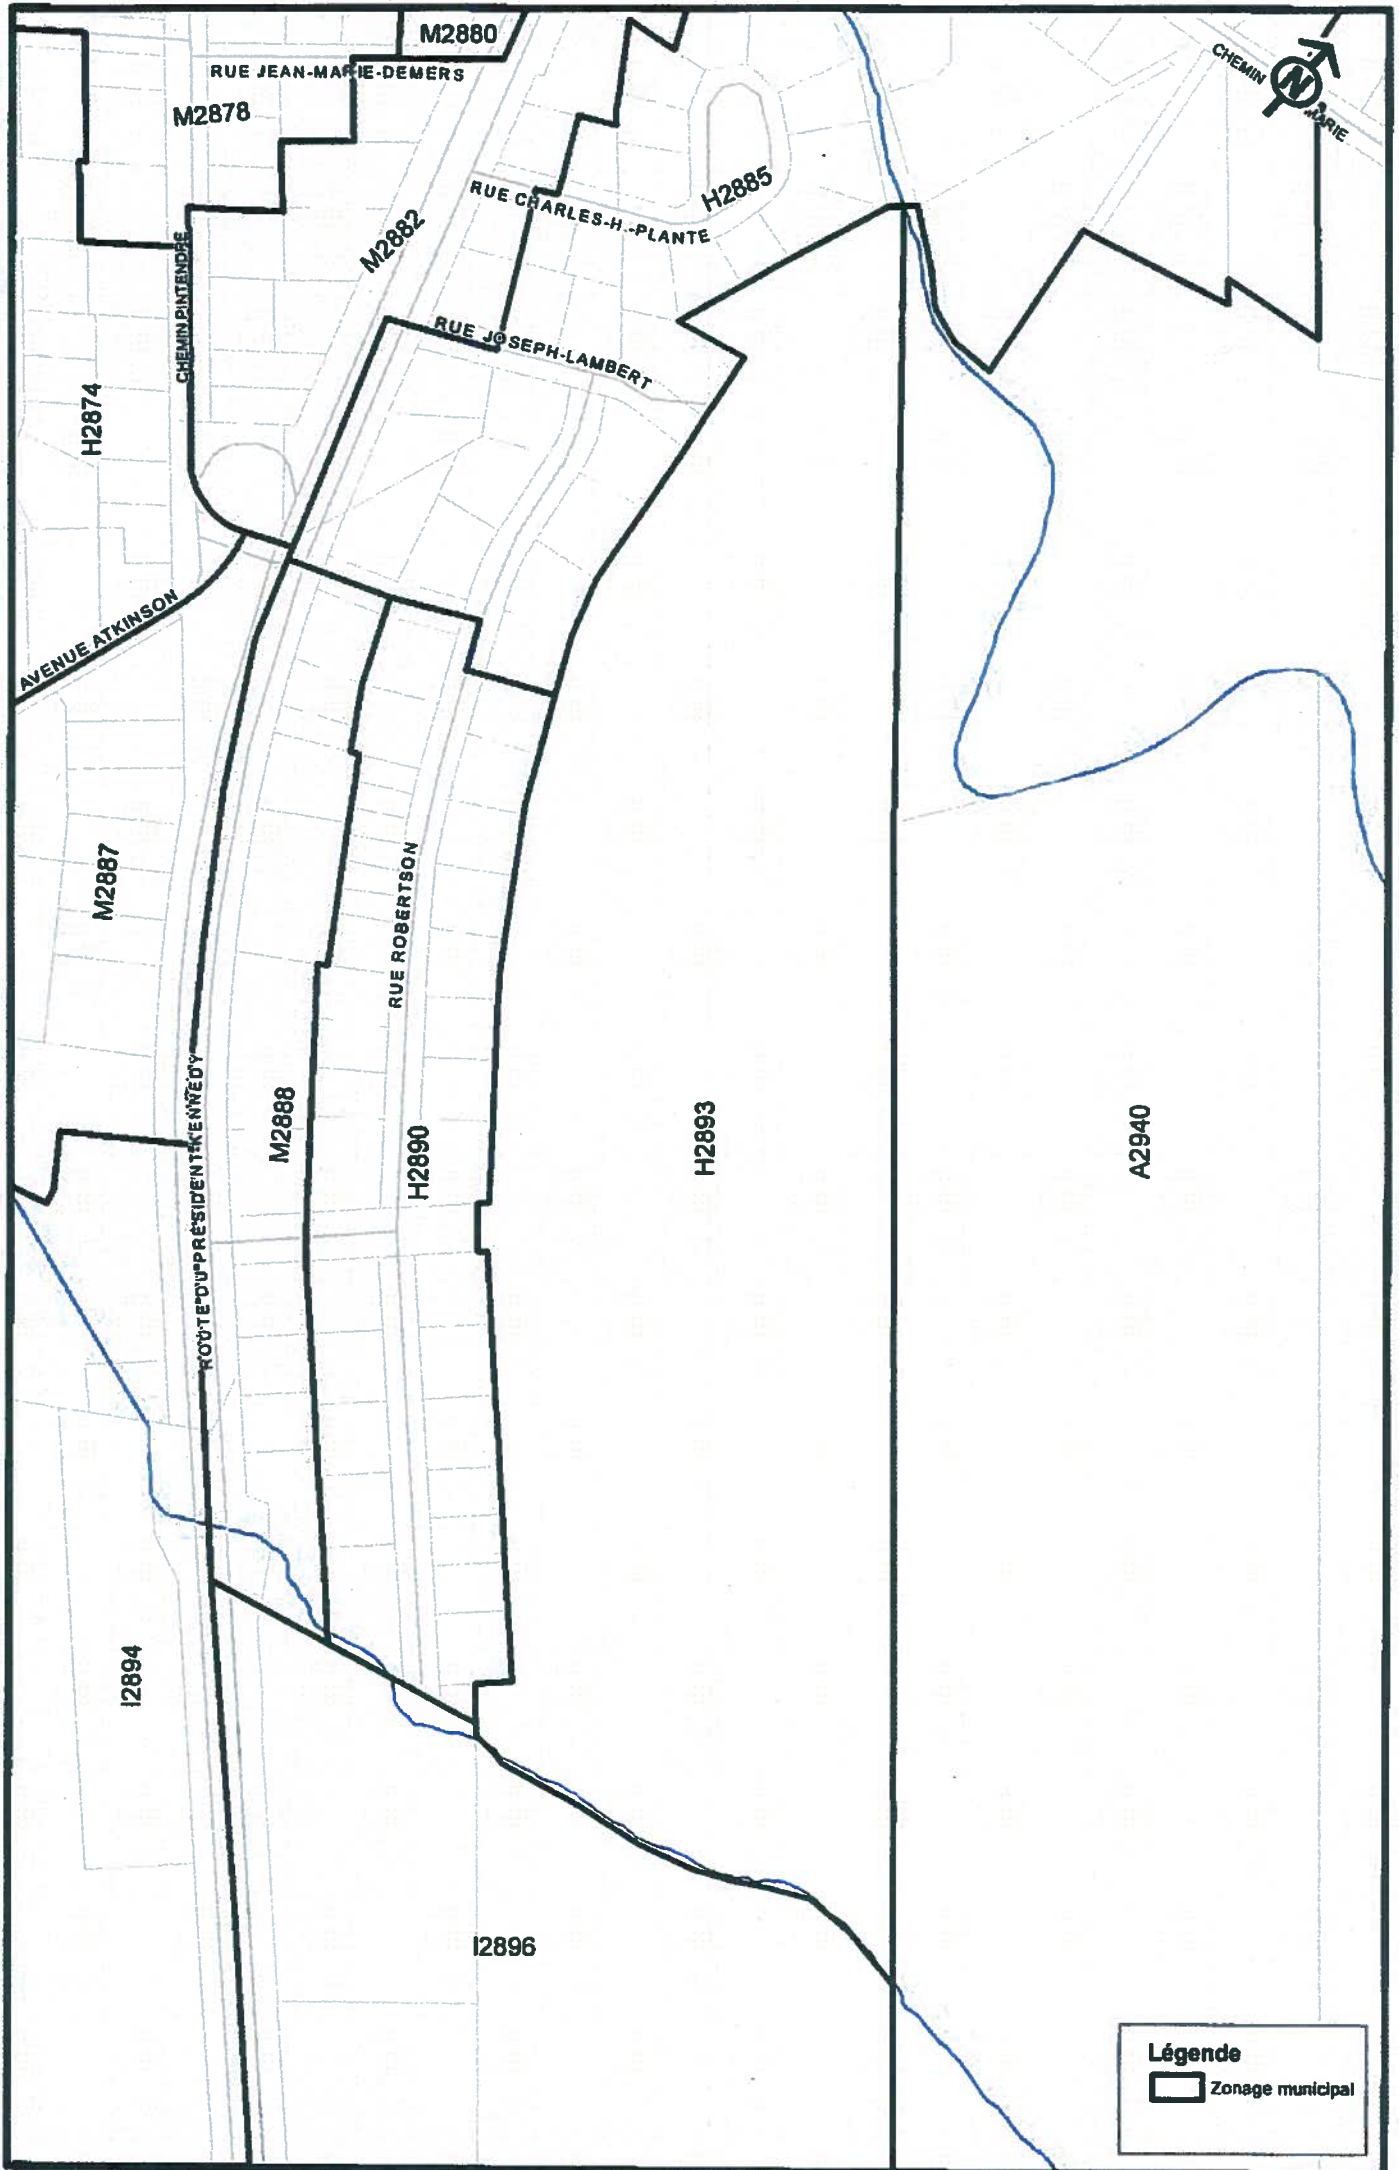 M2880
RUE JEAN-MARIE-DEMERS
M2878
CHEMIN
N
MARIE
RUE CHARLES-H.-PLANTE
H2885
M2882
CHEMIN PINTENDRE
RUE JOSEPH-LAMBERT
H2874
AVENUE ATKINSON
M2887
RUE ROBERTSON
ROUTE DU PRÉSIDENT-KENNEDY
M2888
H2890
H2893
A2940
I2894
I2896
Légende
Zonage municipal